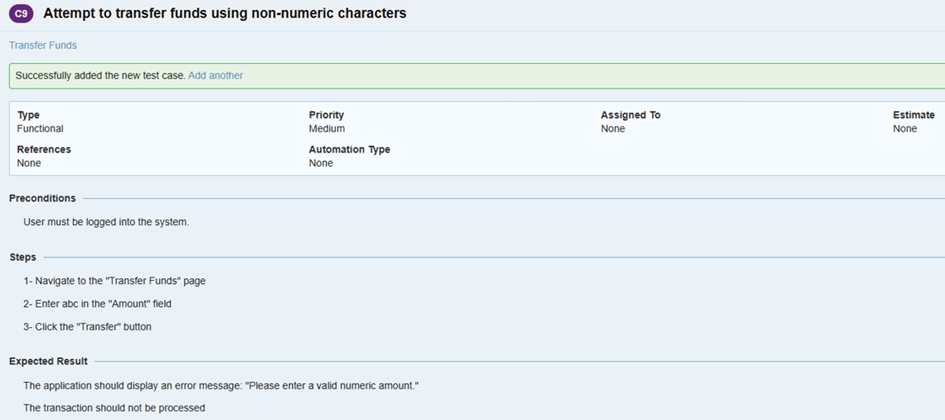 C9 Attempt to transfer funds using non-numeric characters
Transfer Funds
Successfully added the new test case. Add another
Type Priority Assigned To Estimate
Functional Medium None None
References Automation Type
None None
Preconditions
User must be logged into the system.
Steps
1- Navigate to the "Transfer Funds" page
2- Enter abc in the "Amount" field
3- Click the "Transfer" button
Expected Result
The application should display an error message: "Please enter a valid numeric amount."
The transaction should not be processed